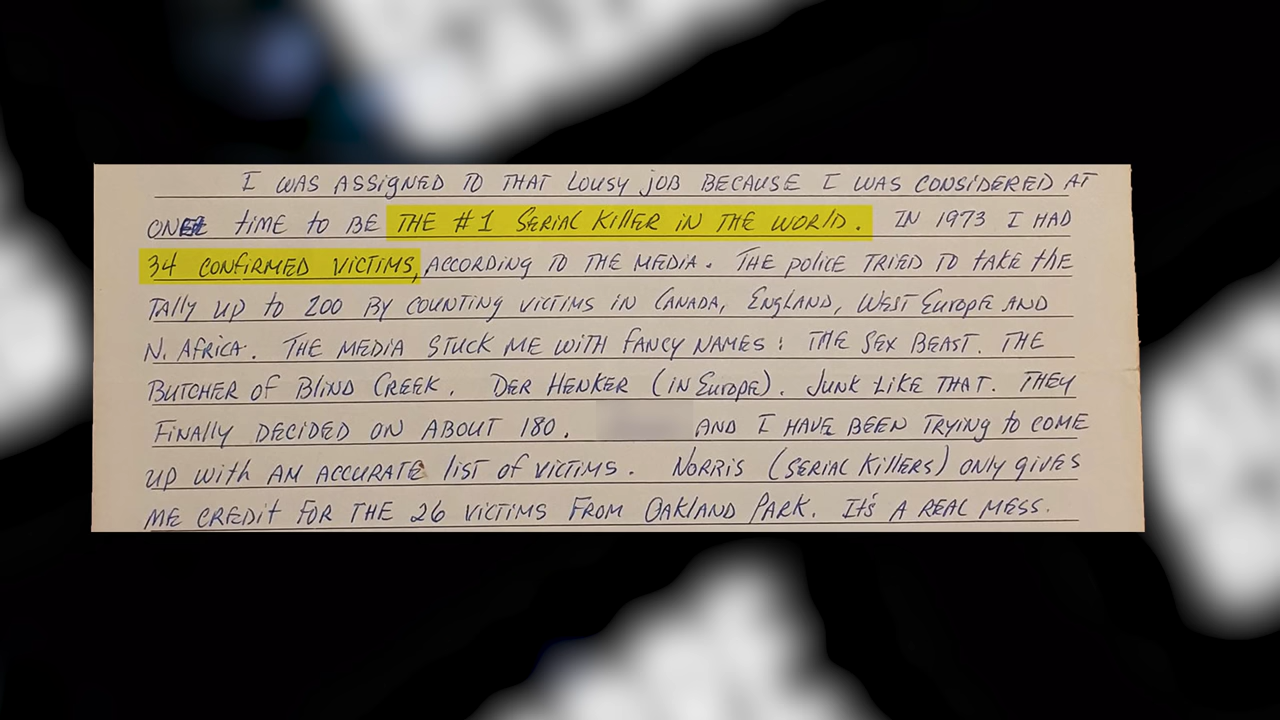 I WAS ASSIGNED TO THAT LOUSY JOB BECAUSE I WAS CONSIDERED AT
ONE TIME TO BE THE #1 SERIAL KILLER IN THE WORLD. IN 1973 I HAD
34 CONFIRMED VICTIMS, ACCORDING TO THE MEDIA. THE POLICE TRIED TO TAKE THE
TALLY UP TO 200 BY COUNTING VICTIMS IN CANADA, ENGLAND, WEST EUROPE AND
N. AFRICA. THE MEDIA STUCK ME WITH FANCY NAMES: THE SEX BEAST. THE
BUTCHER OF BLIND CREEK. DER HENKER (IN EUROPE). JUNK LIKE THAT. THEY
FINALLY DECIDED ON ABOUT 180. AND I HAVE BEEN TRYING TO COME
UP WITH AN ACCURATE LIST OF VICTIMS. NORRIS (SERIAL KILLERS) ONLY GIVES
ME CREDIT FOR THE 26 VICTIMS FROM OAKLAND PARK. IT'S A REAL MESS.